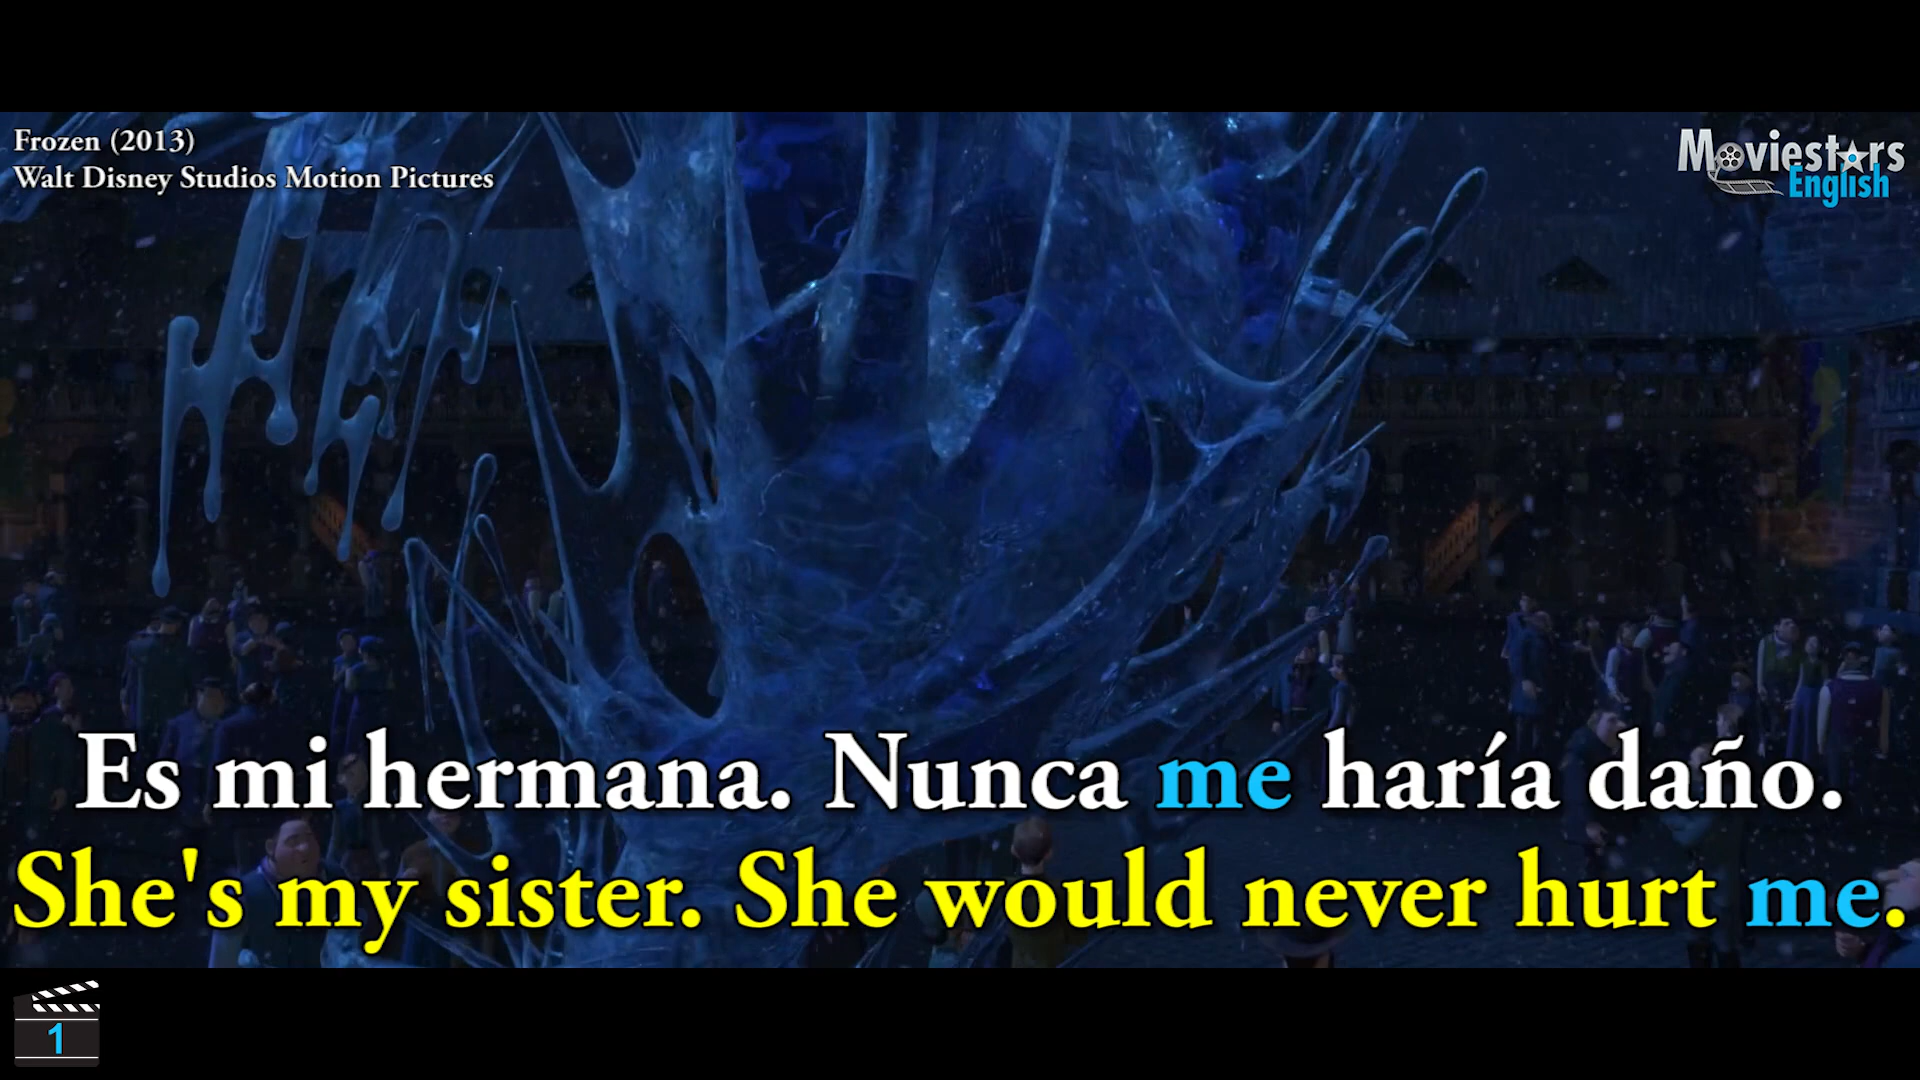 Frozen (2013)
Walt Disney Studios Motion Pictures
Moviestars
English
Es mi hermana. Nunca me haría daño.
She's my sister. She would never hurt me.
1